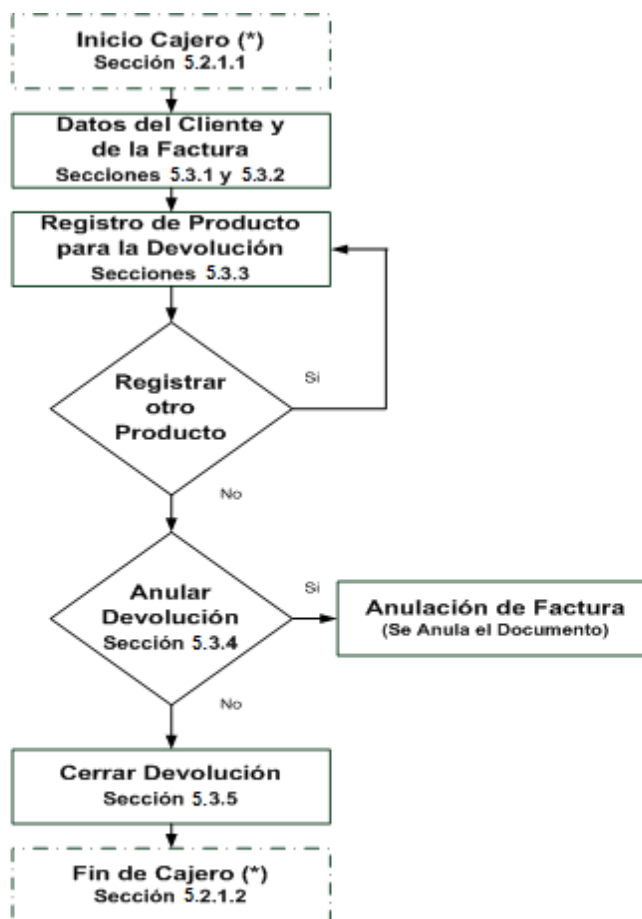 Inicio Cajero (*)
Sección 5.2.1.1
Datos del Cliente y
de la Factura
Secciones 5.3.1 y 5.3.2
Registro de Producto
para la Devolución
Secciones 5.3.3
Registrar
otro
Producto
Si
No
Anular
Devolución
Sección 5.3.4
Si
Anulación de Factura
(Se Anula el Documento)
No
Cerrar Devolución
Sección 5.3.5
Fin de Cajero (*)
Sección 5.2.1.2